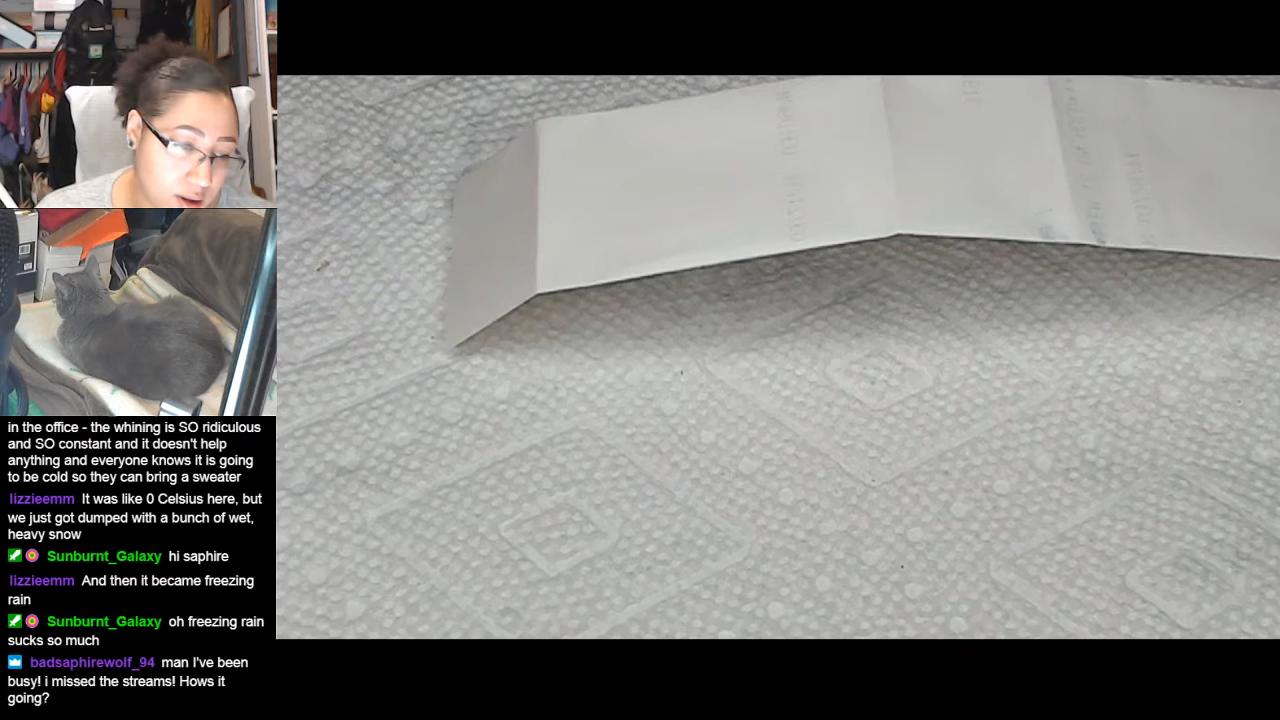 in the office - the whining is SO ridiculous
and SO constant and it doesn't help
anything and everyone knows it is going
to be cold so they can bring a sweater
lizzieemm It was like 0 Celsius here, but
we just got dumped with a bunch of wet,
heavy snow
Sunburnt_Galaxy hi saphire
lizzieemm And then it became freezing
rain
Sunburnt_Galaxy oh freezing rain
sucks so much
badsaphirewolf_94 man I've been
busy! i missed the streams! Hows it
going?